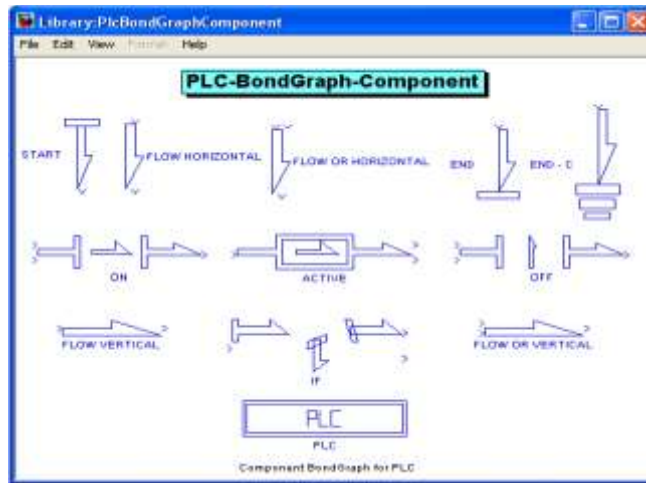 Library:PlcBondGraphComponent
File Edit View Format Help
PLC-BondGraph-Component
START FLOW HORIZONTAL FLOW OR HORIZONTAL END END - C
ON ACTIVE OFF
FLOW VERTICAL IF FLOW OR VERTICAL
PLC
PLC
Component BondGraph for PLC